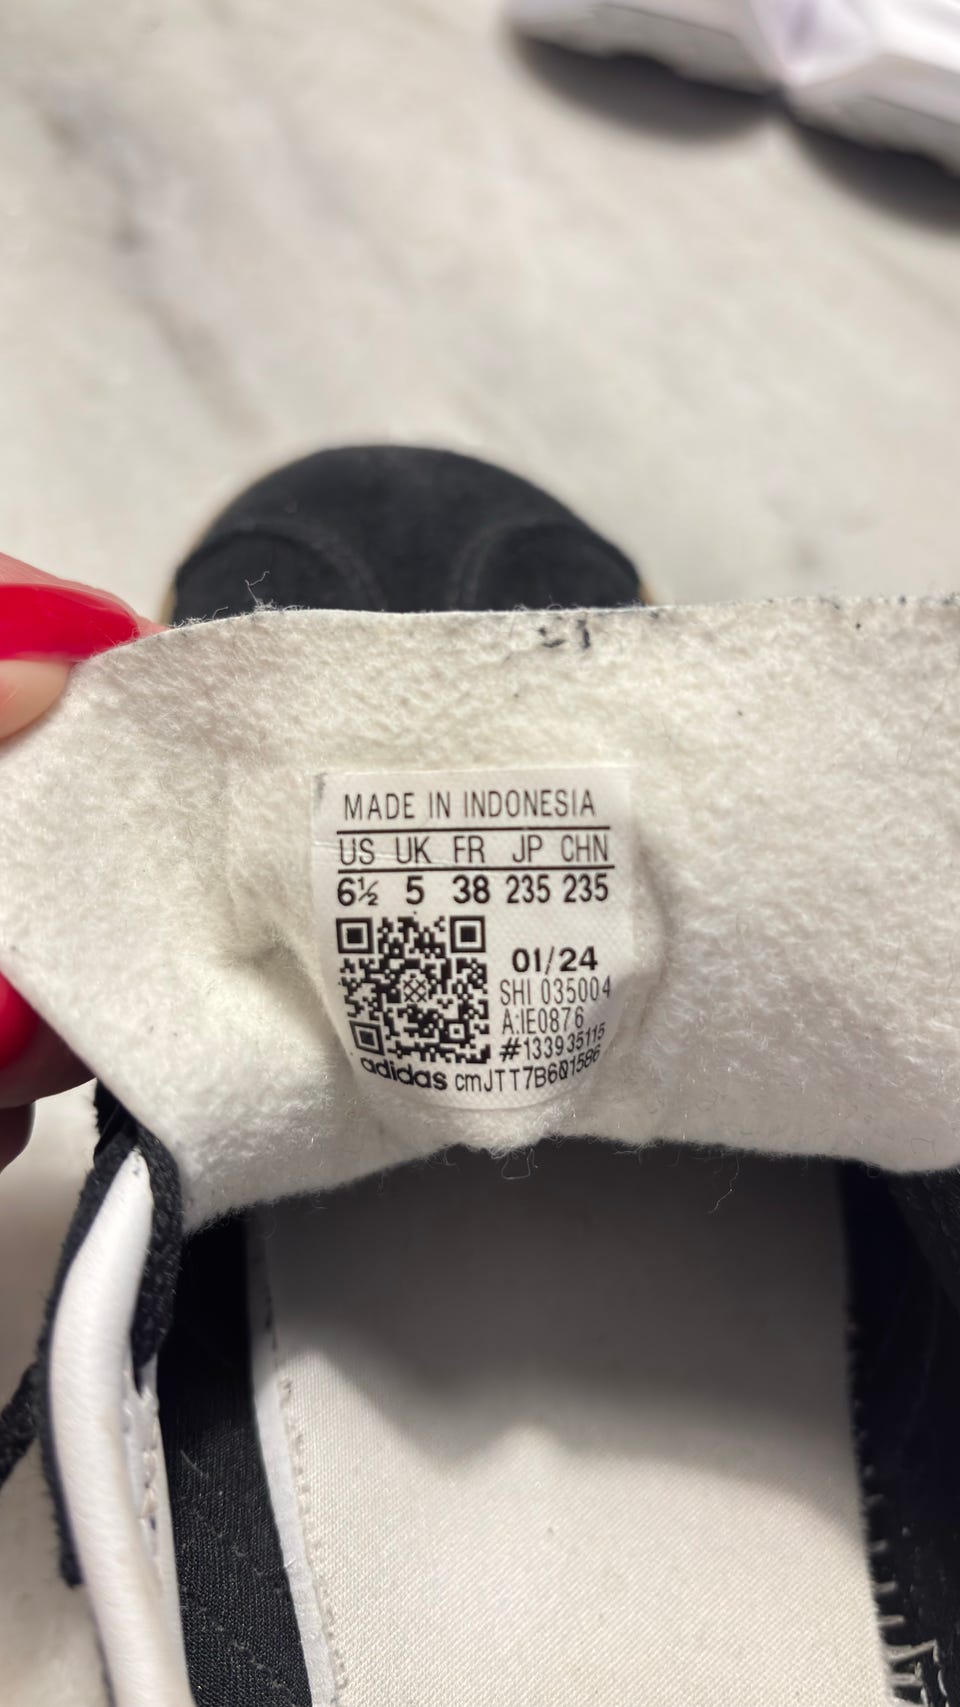 MADE IN INDONESIA
US UK FR JP CHN
6½ 5 38 235 235
01/24
SHI 035004
A:IE0876
#133935115
adidas cmJTT7B6Q1586